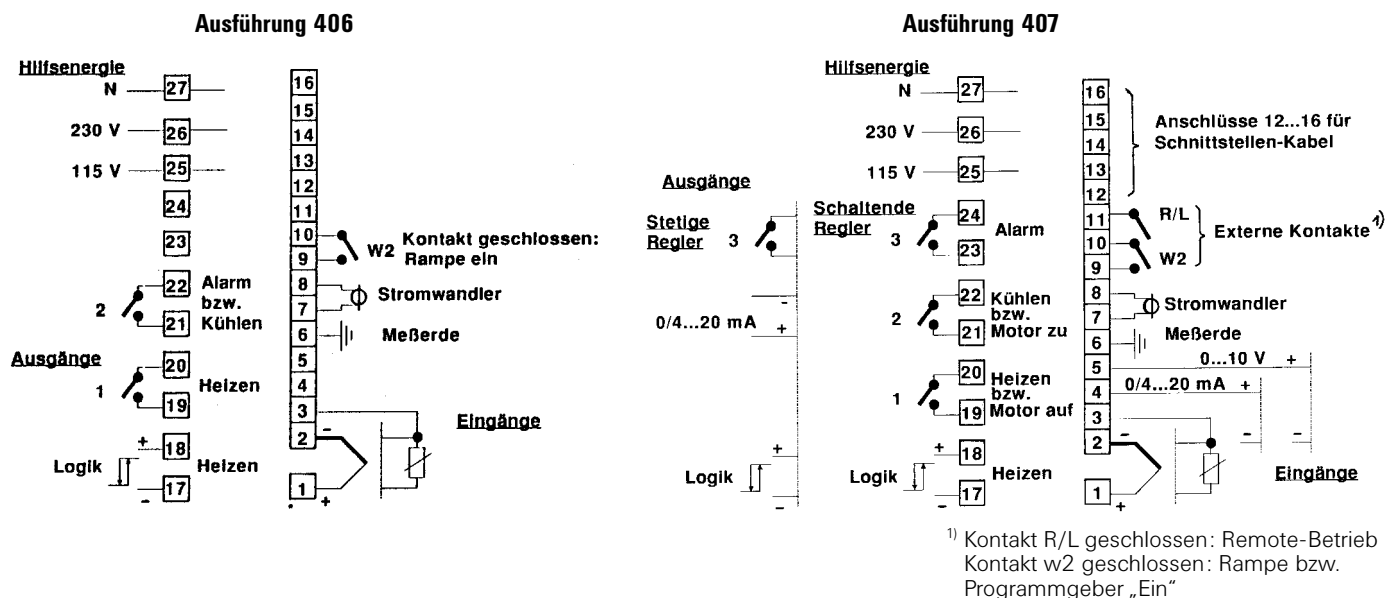 Ausführung 406
Hilfsenergie
N
27
230 V
26
115 V
25
24
23
22
Alarm
bzw.
2
21
Kühlen
Ausgänge
20
1
Heizen
19
+
18
Logik
Heizen
17
-
16
15
14
13
12
11
10
9
W2
Kontakt geschlossen:
Rampe ein
8
7
Stromwandler
6
Meßerde
5
4
3
Eingänge
2
-
1
+
Ausführung 407
Hilfsenergie
N
27
230 V
26
115 V
25
Ausgänge
Stetige
Regler
3
-
0/4...20 mA
+
+
Logik
-
Schaltende
Regler
3
24
Alarm
23
22
Kühlen
bzw.
2
21
Motor zu
20
Heizen
bzw.
1
19
Motor auf
+
18
Logik
Heizen
17
-
16
15
14
13
12
Anschlüsse 12...16 für
Schnittstellen-Kabel
11
R/L
10
Externe Kontakte 1)
9
W2
8
7
Stromwandler
6
Meßerde
5
0...10 V +
4
0/4...20 mA +
3
2
-
- -
1
+
Eingänge
1) Kontakt R/L geschlossen: Remote-Betrieb
Kontakt w2 geschlossen: Rampe bzw.
Programmgeber „Ein“